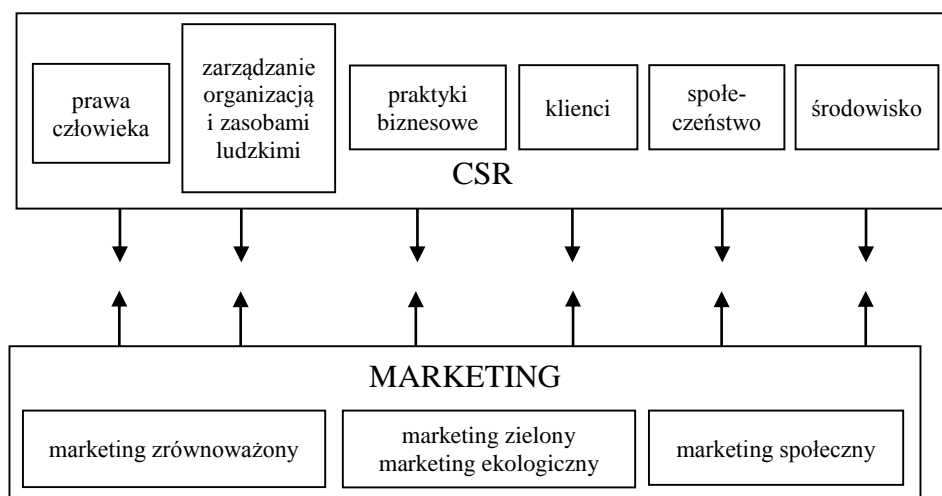 prawa
człowieka
zarządzanie
organizacją
i zasobami
ludzkimi
praktyki
biznesowe
klienci
społe-
czeństwo
środowisko
CSR
MARKETING
marketing zrównoważony
marketing zielony
marketing ekologiczny
marketing społeczny